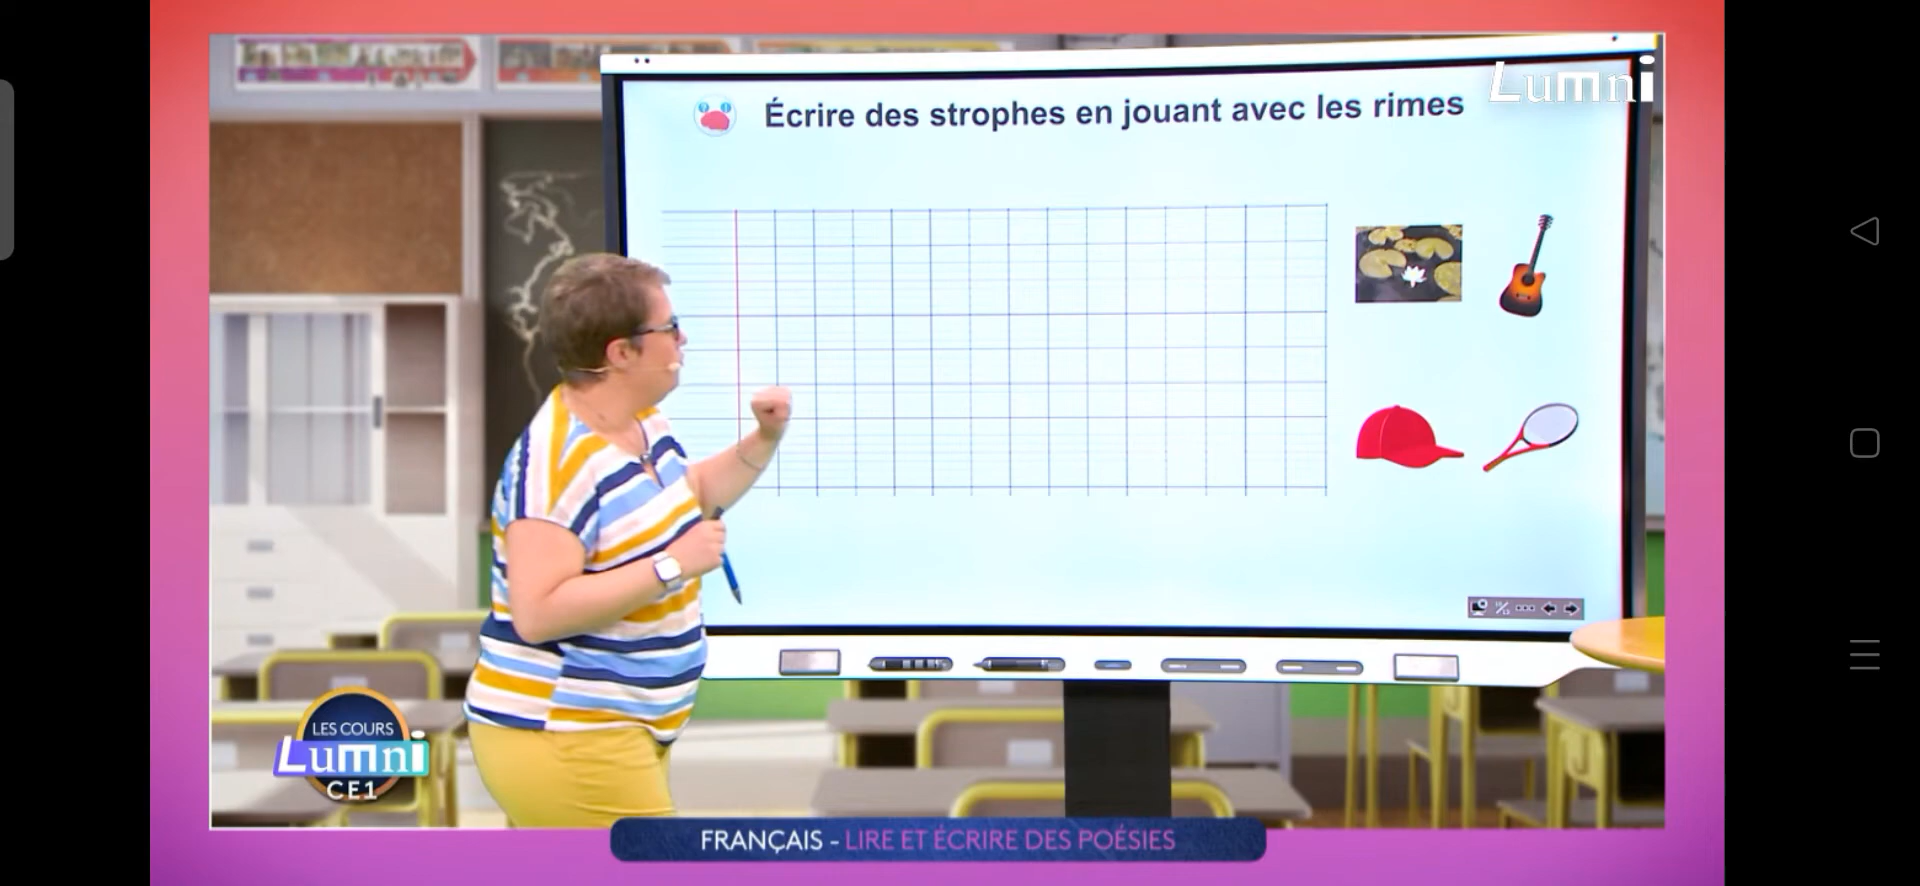 Lumni
Écrire des strophes en jouant avec les rimes
LES COURS
Lumni
CE1
FRANÇAIS - LIRE ET ÉCRIRE DES POÉSIES